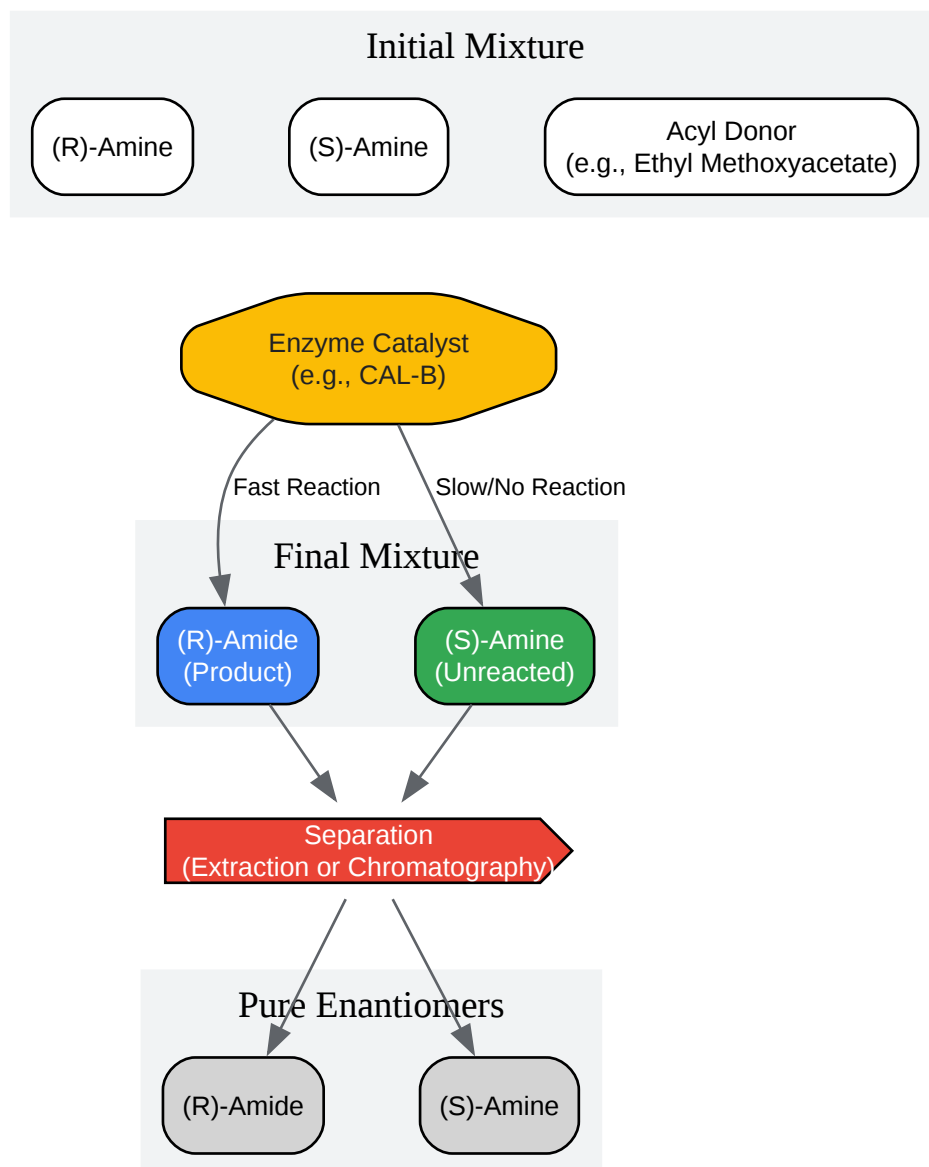 Initial Mixture
(R)-Amine
(S)-Amine
Acyl Donor
(e.g., Ethyl Methoxyacetate)
Enzyme Catalyst
(e.g., CAL-B)
Fast Reaction
Slow/No Reaction
Final Mixture
(R)-Amide
(Product)
(S)-Amine
(Unreacted)
Separation
(Extraction or Chromatography)
Pure Enantiomers
(R)-Amide
(S)-Amine